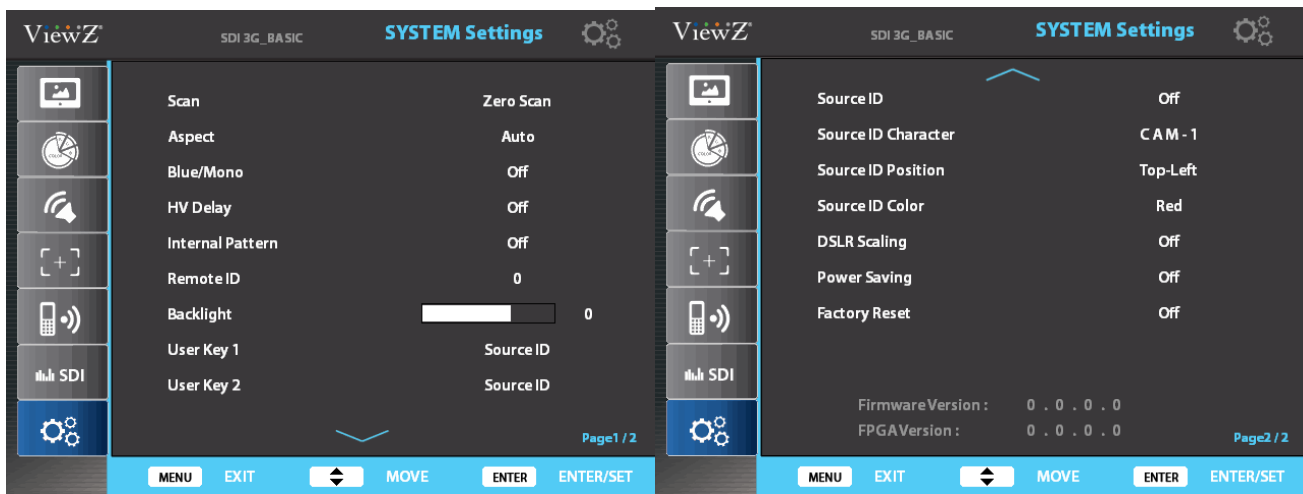 ViewZ
SDI 3G_BASIC
SYSTEM Settings
COLOR
SDI
Scan Zero Scan
Aspect Auto
Blue/Mono Off
HV Delay Off
Internal Pattern Off
Remote ID 0
Backlight 0
User Key 1 Source ID
User Key 2 Source ID
Page1 / 2
MENU EXIT MOVE ENTER ENTER/SET
ViewZ
SDI 3G_BASIC
SYSTEM Settings
COLOR
SDI
Source ID Off
Source ID Character C A M - 1
Source ID Position Top-Left
Source ID Color Red
DSLR Scaling Off
Power Saving Off
Factory Reset Off
Firmware Version : 0 . 0 . 0 . 0
FPGA Version : 0 . 0 . 0 . 0
Page2 / 2
MENU EXIT MOVE ENTER ENTER/SET